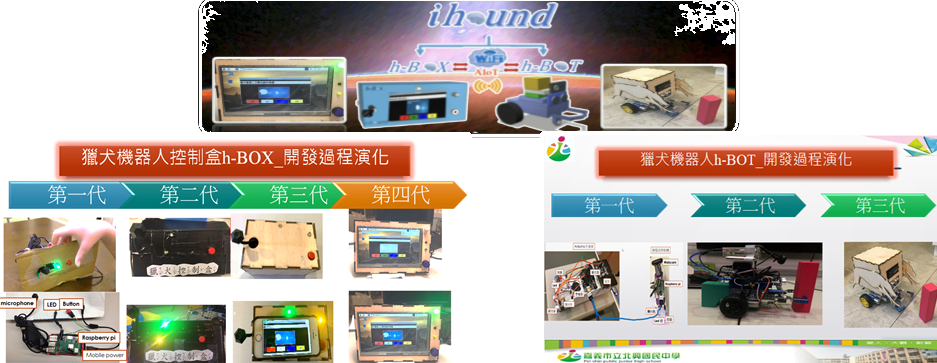 ihound
WiFi
h-BOX
AIoT
h-BOT
獵犬機器人控制盒h-BOX_開發過程演化
第一代
第二代
第三代
第四代
獵犬控制盒
獵犬控制盒
microphone
LED
Button
Raspberry pi
Mobile power
獵犬機器人h-BOT_開發過程演化
第一代
第二代
第三代
嘉義市立北興國民中學